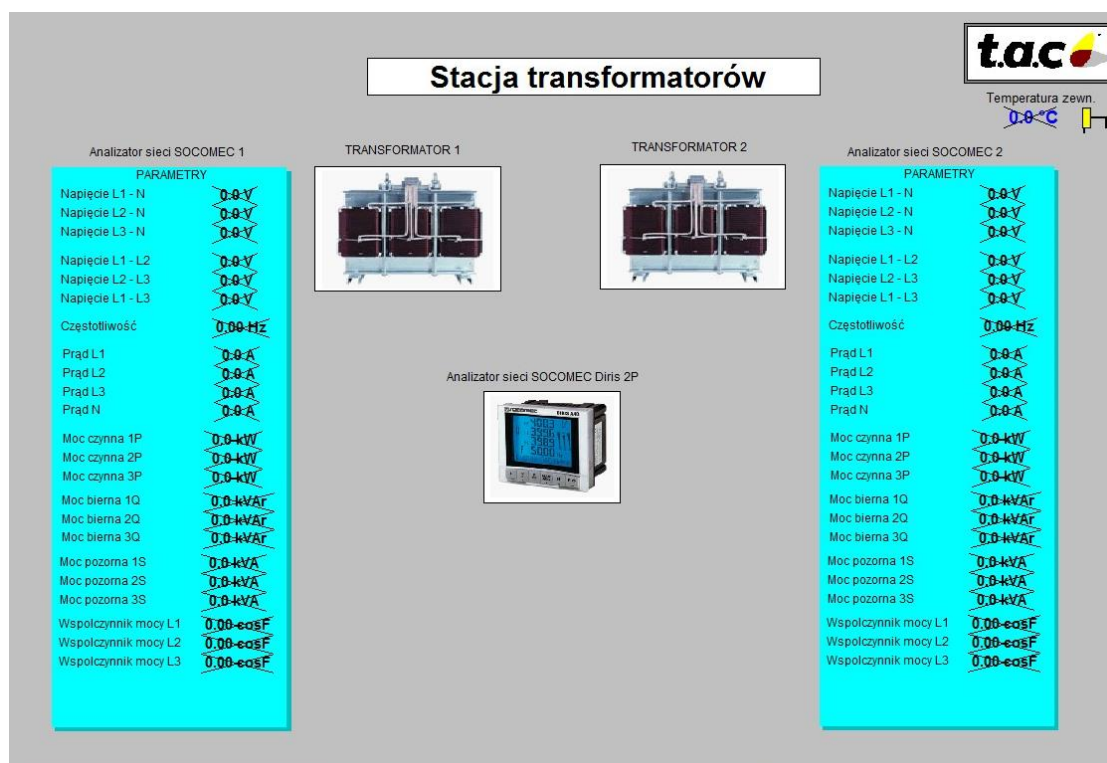 t.a.c
Stacja transformatorów
Temperatura zewn.
0.0 °C
Analizator sieci SOCOMEC 1
PARAMETRY
Napięcie L1 - N 0.0 V
Napięcie L2 - N 0.0 V
Napięcie L3 - N 0.0 V
Napięcie L1 - L2 0.0 V
Napięcie L2 - L3 0.0 V
Napięcie L1 - L3 0.0 V
Częstotliwość 0.00 Hz
Prąd L1 0.0 A
Prąd L2 0.0 A
Prąd L3 0.0 A
Prąd N 0.0 A
Moc czynna 1P 0.0 kW
Moc czynna 2P 0.0 kW
Moc czynna 3P 0.0 kW
Moc bierna 1Q 0.0 kVAr
Moc bierna 2Q 0.0 kVAr
Moc bierna 3Q 0.0 kVAr
Moc pozorna 1S 0.0 kVA
Moc pozorna 2S 0.0 kVA
Moc pozorna 3S 0.0 kVA
Wspolczynnik mocy L1 0.00 cosF
Wspolczynnik mocy L2 0.00 cosF
Wspolczynnik mocy L3 0.00 cosF
TRANSFORMATOR 1
TRANSFORMATOR 2
Analizator sieci SOCOMEC Diris 2P
DIRIS A40
Analizator sieci SOCOMEC 2
PARAMETRY
Napięcie L1 - N 0.0 V
Napięcie L2 - N 0.0 V
Napięcie L3 - N 0.0 V
Napięcie L1 - L2 0.0 V
Napięcie L2 - L3 0.0 V
Napięcie L1 - L3 0.0 V
Częstotliwość 0.00 Hz
Prąd L1 0.0 A
Prąd L2 0.0 A
Prąd L3 0.0 A
Prąd N 0.0 A
Moc czynna 1P 0.0 kW
Moc czynna 2P 0.0 kW
Moc czynna 3P 0.0 kW
Moc bierna 1Q 0.0 kVAr
Moc bierna 2Q 0.0 kVAr
Moc bierna 3Q 0.0 kVAr
Moc pozorna 1S 0.0 kVA
Moc pozorna 2S 0.0 kVA
Moc pozorna 3S 0.0 kVA
Wspolczynnik mocy L1 0.00 cosF
Wspolczynnik mocy L2 0.00 cosF
Wspolczynnik mocy L3 0.00 cosF